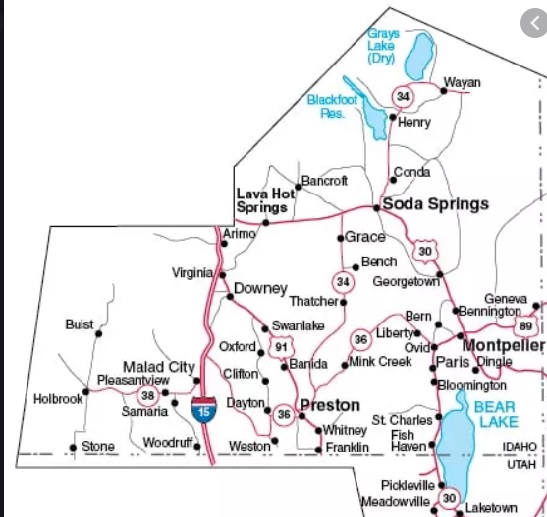 Grays
Lake
(Dry)
Wayan
34
Blackfoot
Res.
Henry
Conda
Bancroft
Lava Hot
Springs
Soda Springs
Arimo
Grace
30
Bench
Virginia
34
Georgetown
Downey
Thatcher
Geneva
Bern
Bennington
89
Buist
Swanlake
Liberty
36
91
Oxford
Ovid
Montpelier
Malad City
Banida
Mink Creek
Paris
Dingle
Pleasantview
Clifton
Bloomington
Holbrook
38
Samaria
15
Dayton
36
Preston
BEAR
LAKE
St. Charles
Whitney
Fish
Haven
Stone
Woodruff
Weston
Franklin
IDAHO
UTAH
Pickleville
Meadowville
30
Laketown